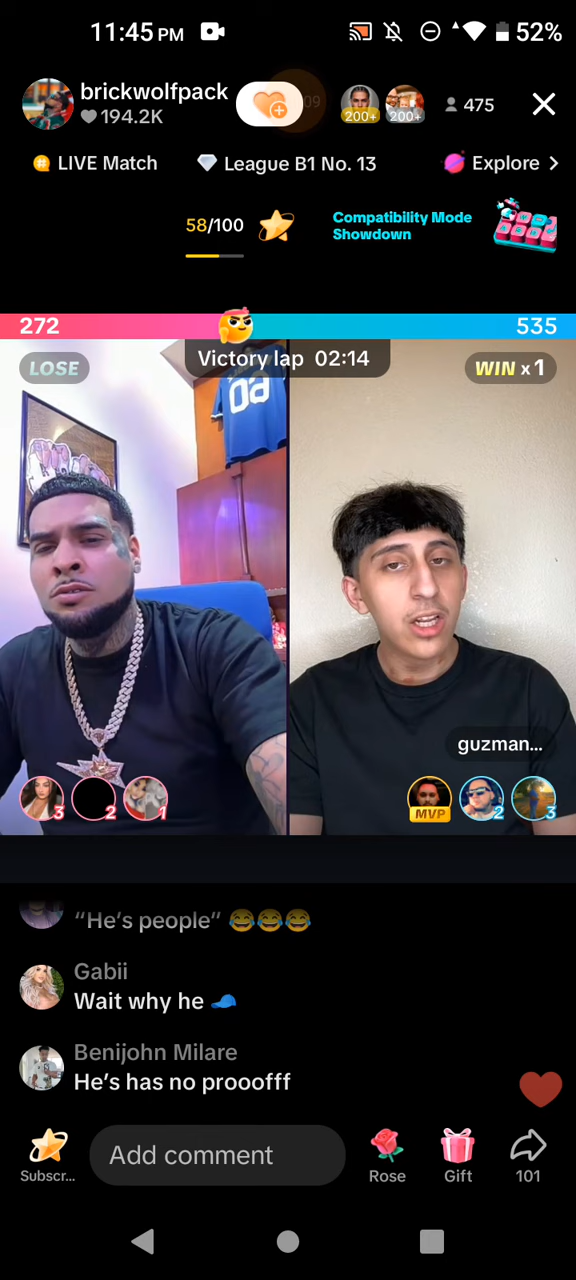 11:45 PM
52%
brickwolfpack
194.2K
200+
200+
475
LIVE Match
League B1 No. 13
Explore >
58/100
Compatibility Mode
Showdown
272
535
LOSE
Victory lap 02:14
WIN x 1
guzman...
3
2
1
MVP
2
3
“He’s people” 😂😂😂
Gabii
Wait why he 🧢
Benijohn Milare
He’s has no prooofff
Subscr...
Add comment
Rose
Gift
101